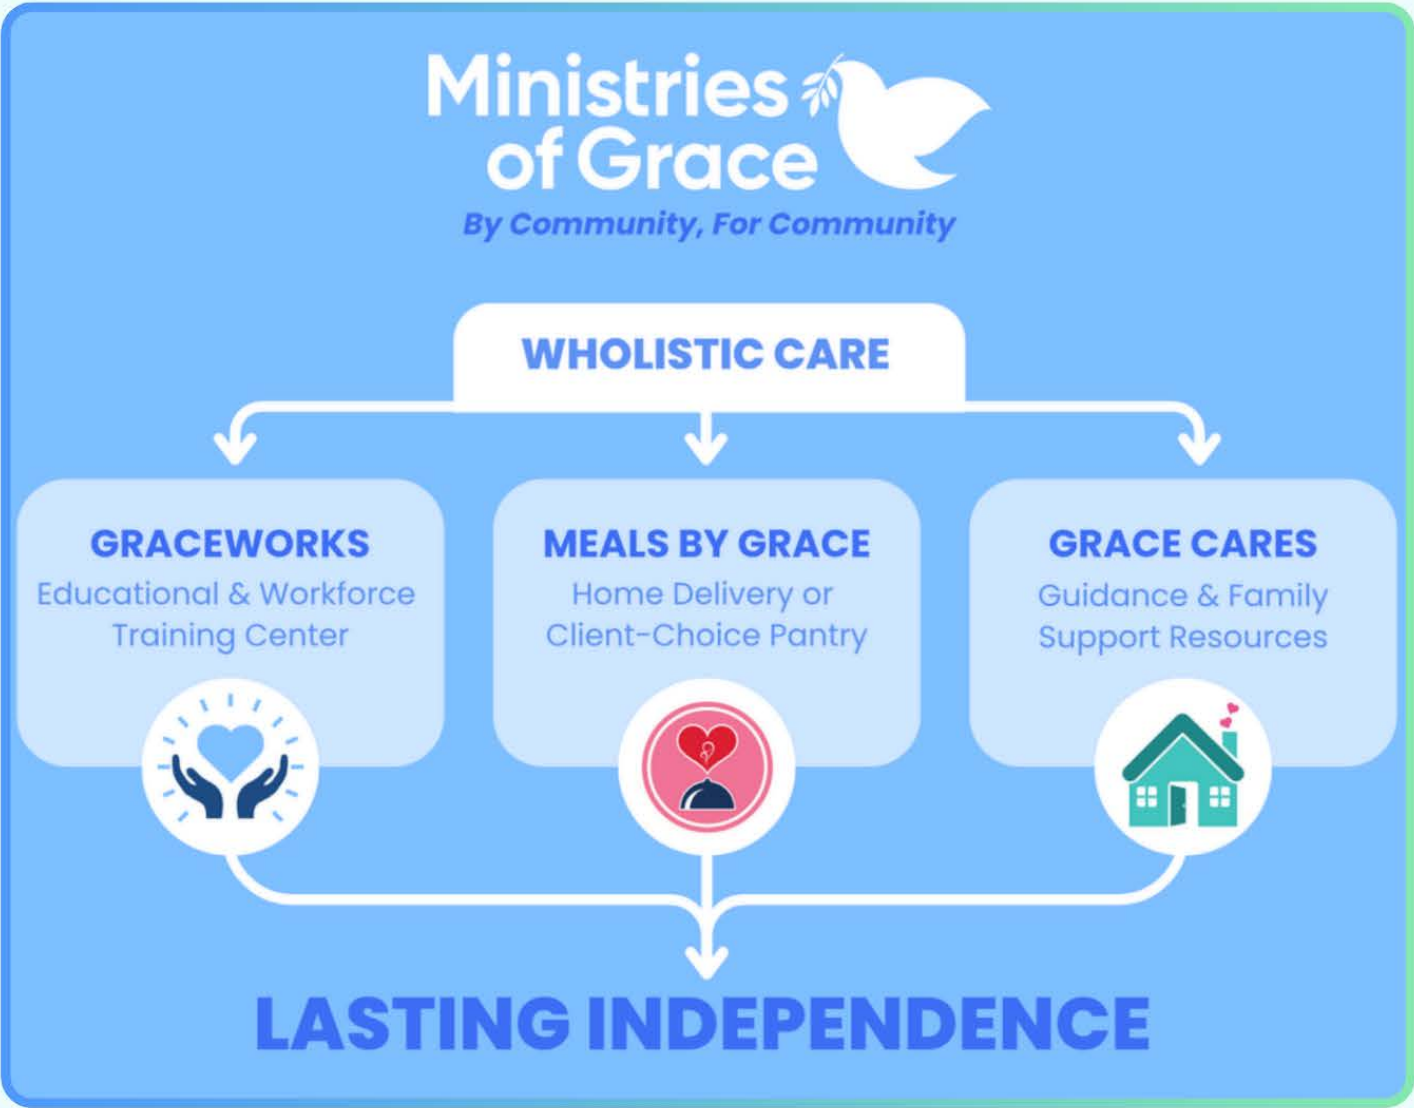 Ministries
of Grace
By Community, For Community
WHOLISTIC CARE
GRACEWORKS
Educational & Workforce
Training Center
MEALS BY GRACE
Home Delivery or
Client-Choice Pantry
GRACE CARES
Guidance & Family
Support Resources
LASTING INDEPENDENCE